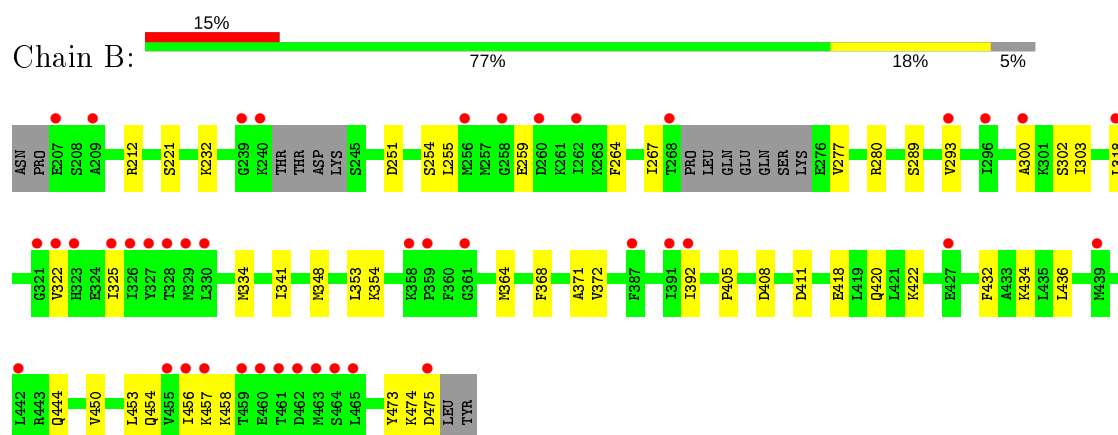 15%
Chain B:
77% 18% 5%
ASN PRO E207 S208 A209 R212 S221 K232 G239 K240 THR THR ASP LYS S245 D251 S254 L255 M256 M257 G258 E259 D260 K261 I262 K263 F264 I267 T268 PRO LEU GLN GLU GLN SER LYS E276 V277 R280 S289 V293 I296 A300 K301 S302 I303 L318
G321 V322 H323 E324 I325 I326 Y327 T328 M329 L330 M334 I341 M348 L353 K354 K358 P359 F360 G361 M364 F368 A371 V372 F387 I391 I392 P405 D408 D411 E418 L419 Q420 L421 K422 E427 F432 A433 K434 L435 L436 M439
L442 R443 Q444 V450 L453 Q454 V455 I456 K457 K458 T459 E460 T461 D462 M463 S464 L465 Y473 K474 D475 LEU TYR